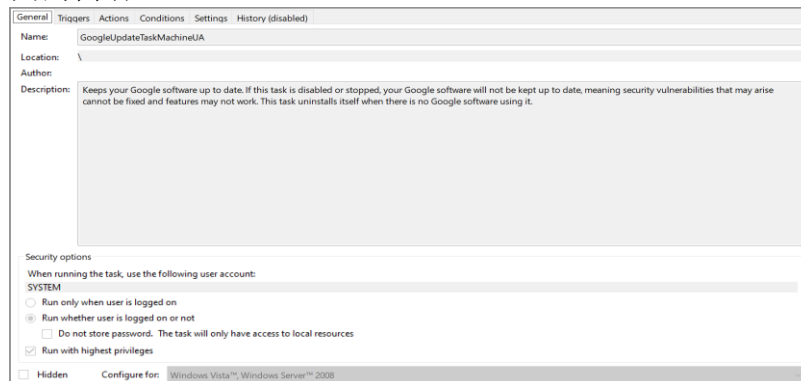 General Triggers Actions Conditions Settings History (disabled)
Name: GoogleUpdateTaskMachineUA
Location: \
Author:
Description: Keeps your Google software up to date. If this task is disabled or stopped, your Google software will not be kept up to date, meaning security vulnerabilities that may arise
cannot be fixed and features may not work. This task uninstalls itself when there is no Google software using it.
Security options
When running the task, use the following user account:
SYSTEM
Run only when user is logged on
Run whether user is logged on or not
Do not store password. The task will only have access to local resources
Run with highest privileges
Hidden Configure for: Windows Vista™, Windows Server™ 2008